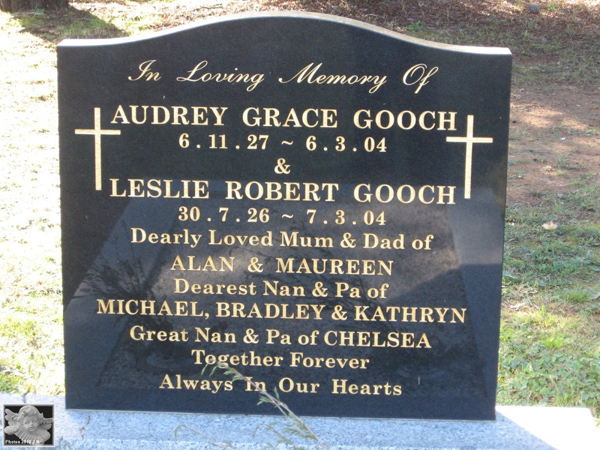 In Loving Memory Of
AUDREY GRACE GOOCH
6.11.27 ~ 6.3.04
&
LESLIE ROBERT GOOCH
30.7.26 ~ 7.3.04
Dearly Loved Mum & Dad of
ALAN & MAUREEN
Dearest Nan & Pa of
MICHAEL, BRADLEY & KATHRYN
Great Nan & Pa of CHELSEA
Together Forever
Always In Our Hearts